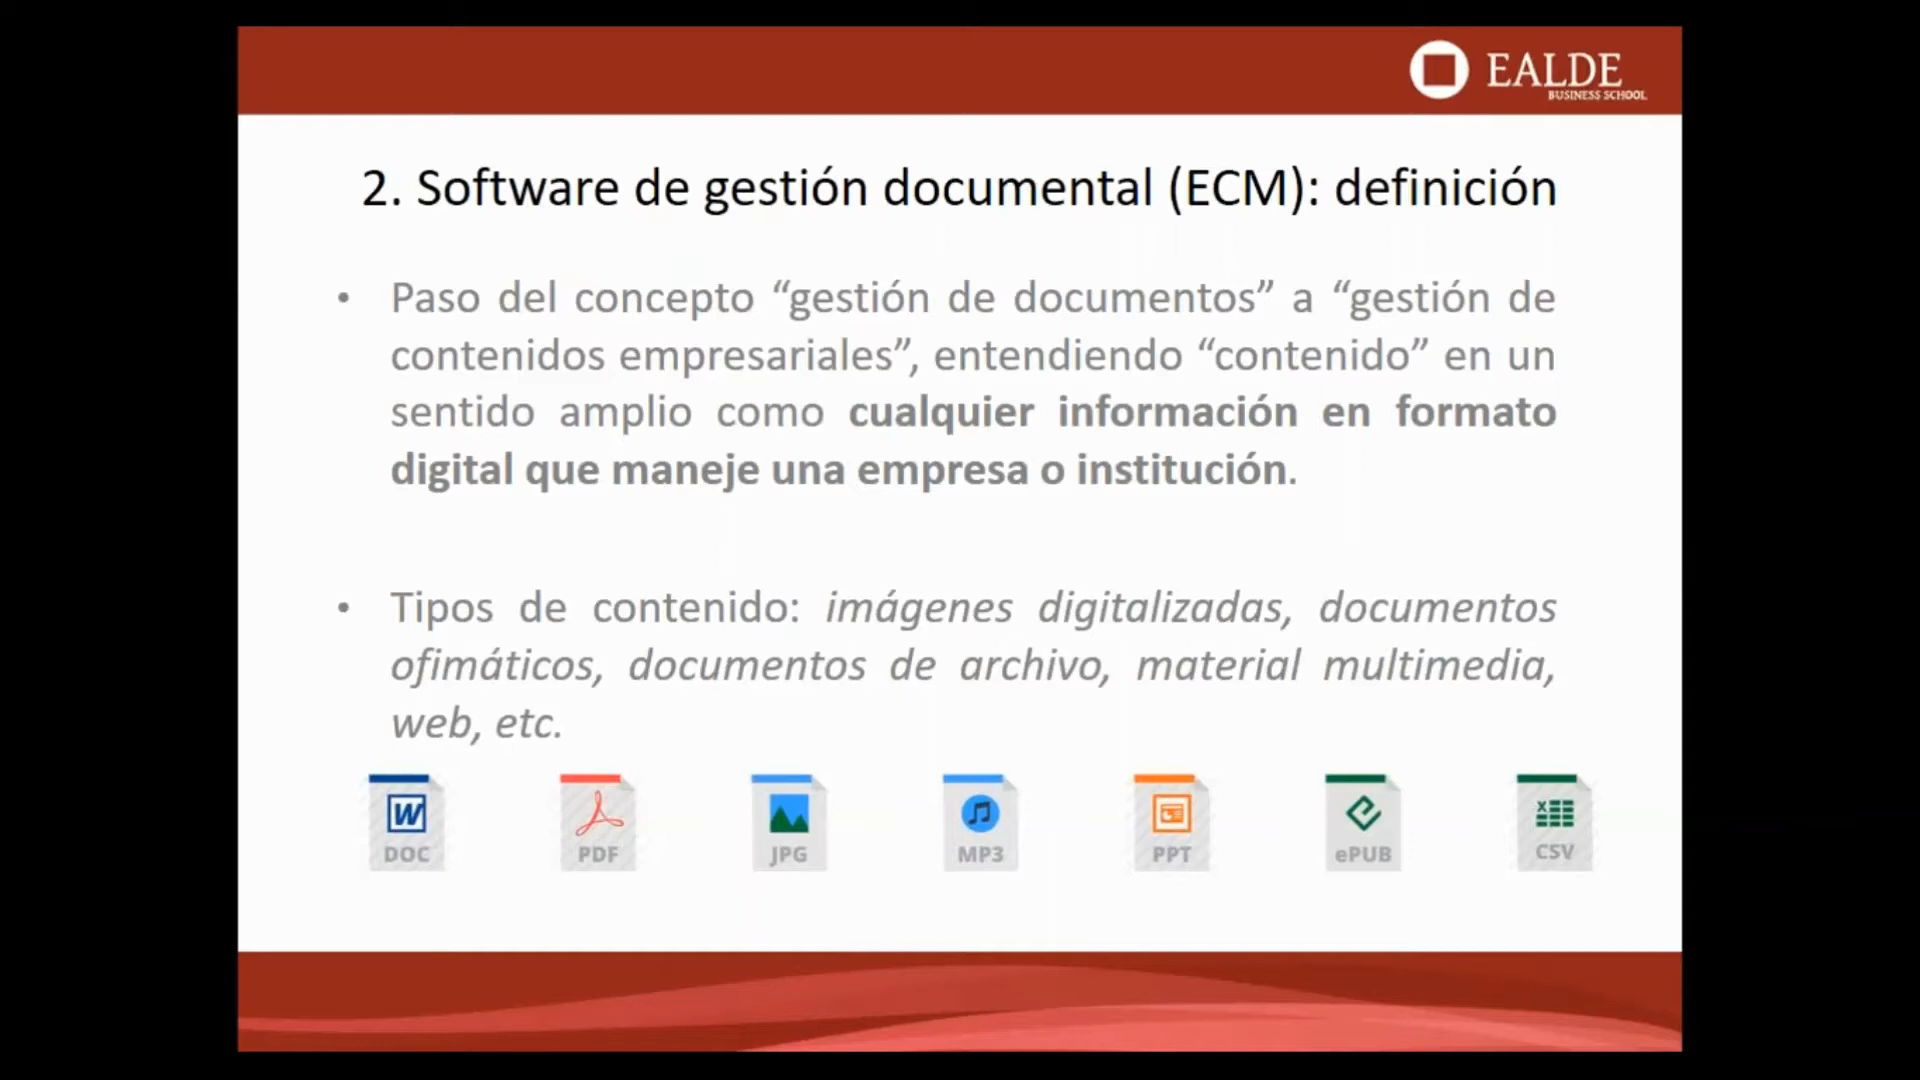 EALDE
BUSINESS SCHOOL
2. Software de gestión documental (ECM): definición
• Paso del concepto “gestión de documentos” a “gestión de
contenidos empresariales”, entendiendo “contenido” en un
sentido amplio como cualquier información en formato
digital que maneje una empresa o institución.
• Tipos de contenido: imágenes digitalizadas, documentos
ofimáticos, documentos de archivo, material multimedia,
web, etc.
W
DOC PDF JPG MP3 PPT ePUB CSV